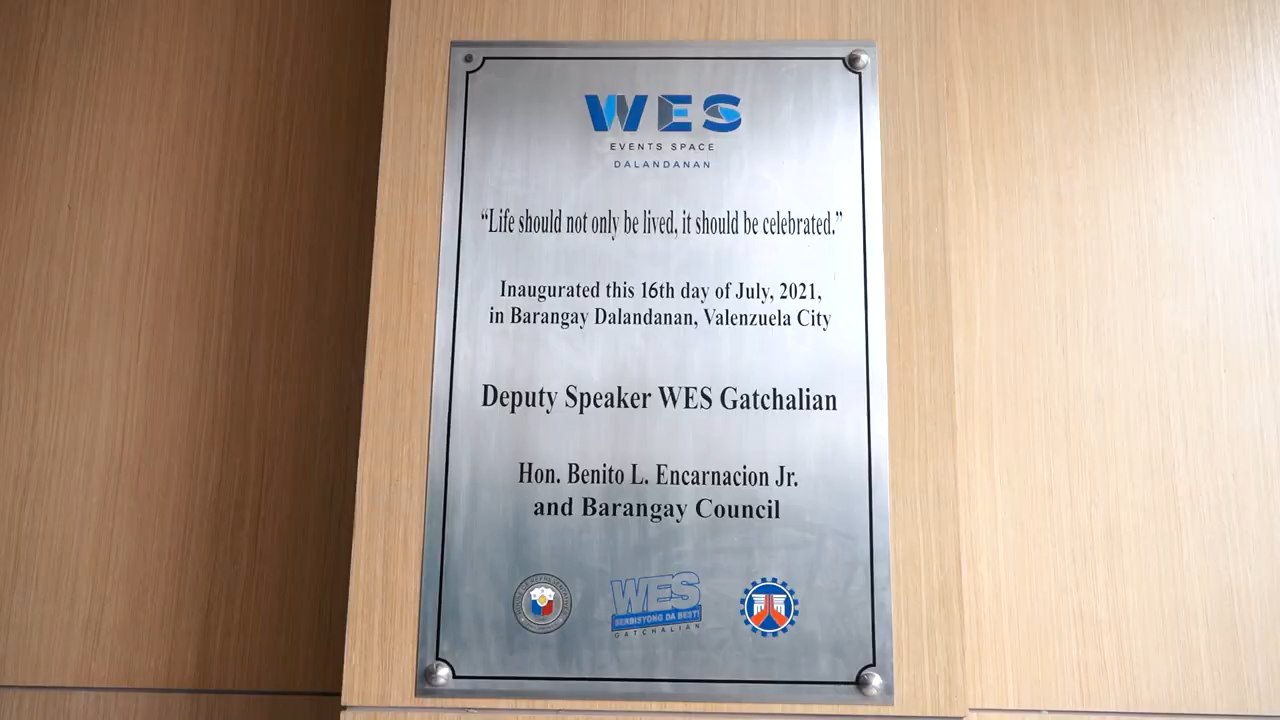 WES
EVENTS SPACE
DALANDANAN
“Life should not only be lived, it should be celebrated.”
Inaugurated this 16th day of July, 2021,
in Barangay Dalandanan, Valenzuela City
Deputy Speaker WES Gatchalian
Hon. Benito L. Encarnacion Jr.
and Barangay Council
WES
SERBISYONG DA BEST!
GATCHALIAN